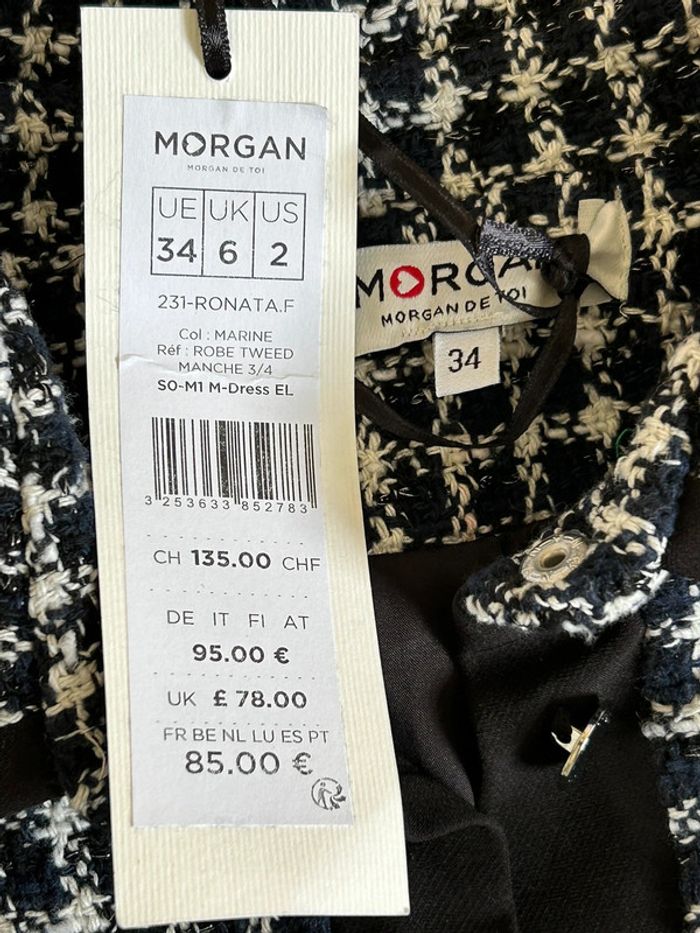 MORGAN
MORGAN DE TOI
UE UK US
34 6 2
231-RONATA.F
Col : MARINE
Réf : ROBE TWEED
MANCHE 3/4
SO-M1 M-Dress EL
3 253633 852783
CH 135.00 CHF
DE IT FI AT
95.00 €
UK £ 78.00
FR BE NL LU ES PT
85.00 €
MORGAN
MORGAN DE TOI
34